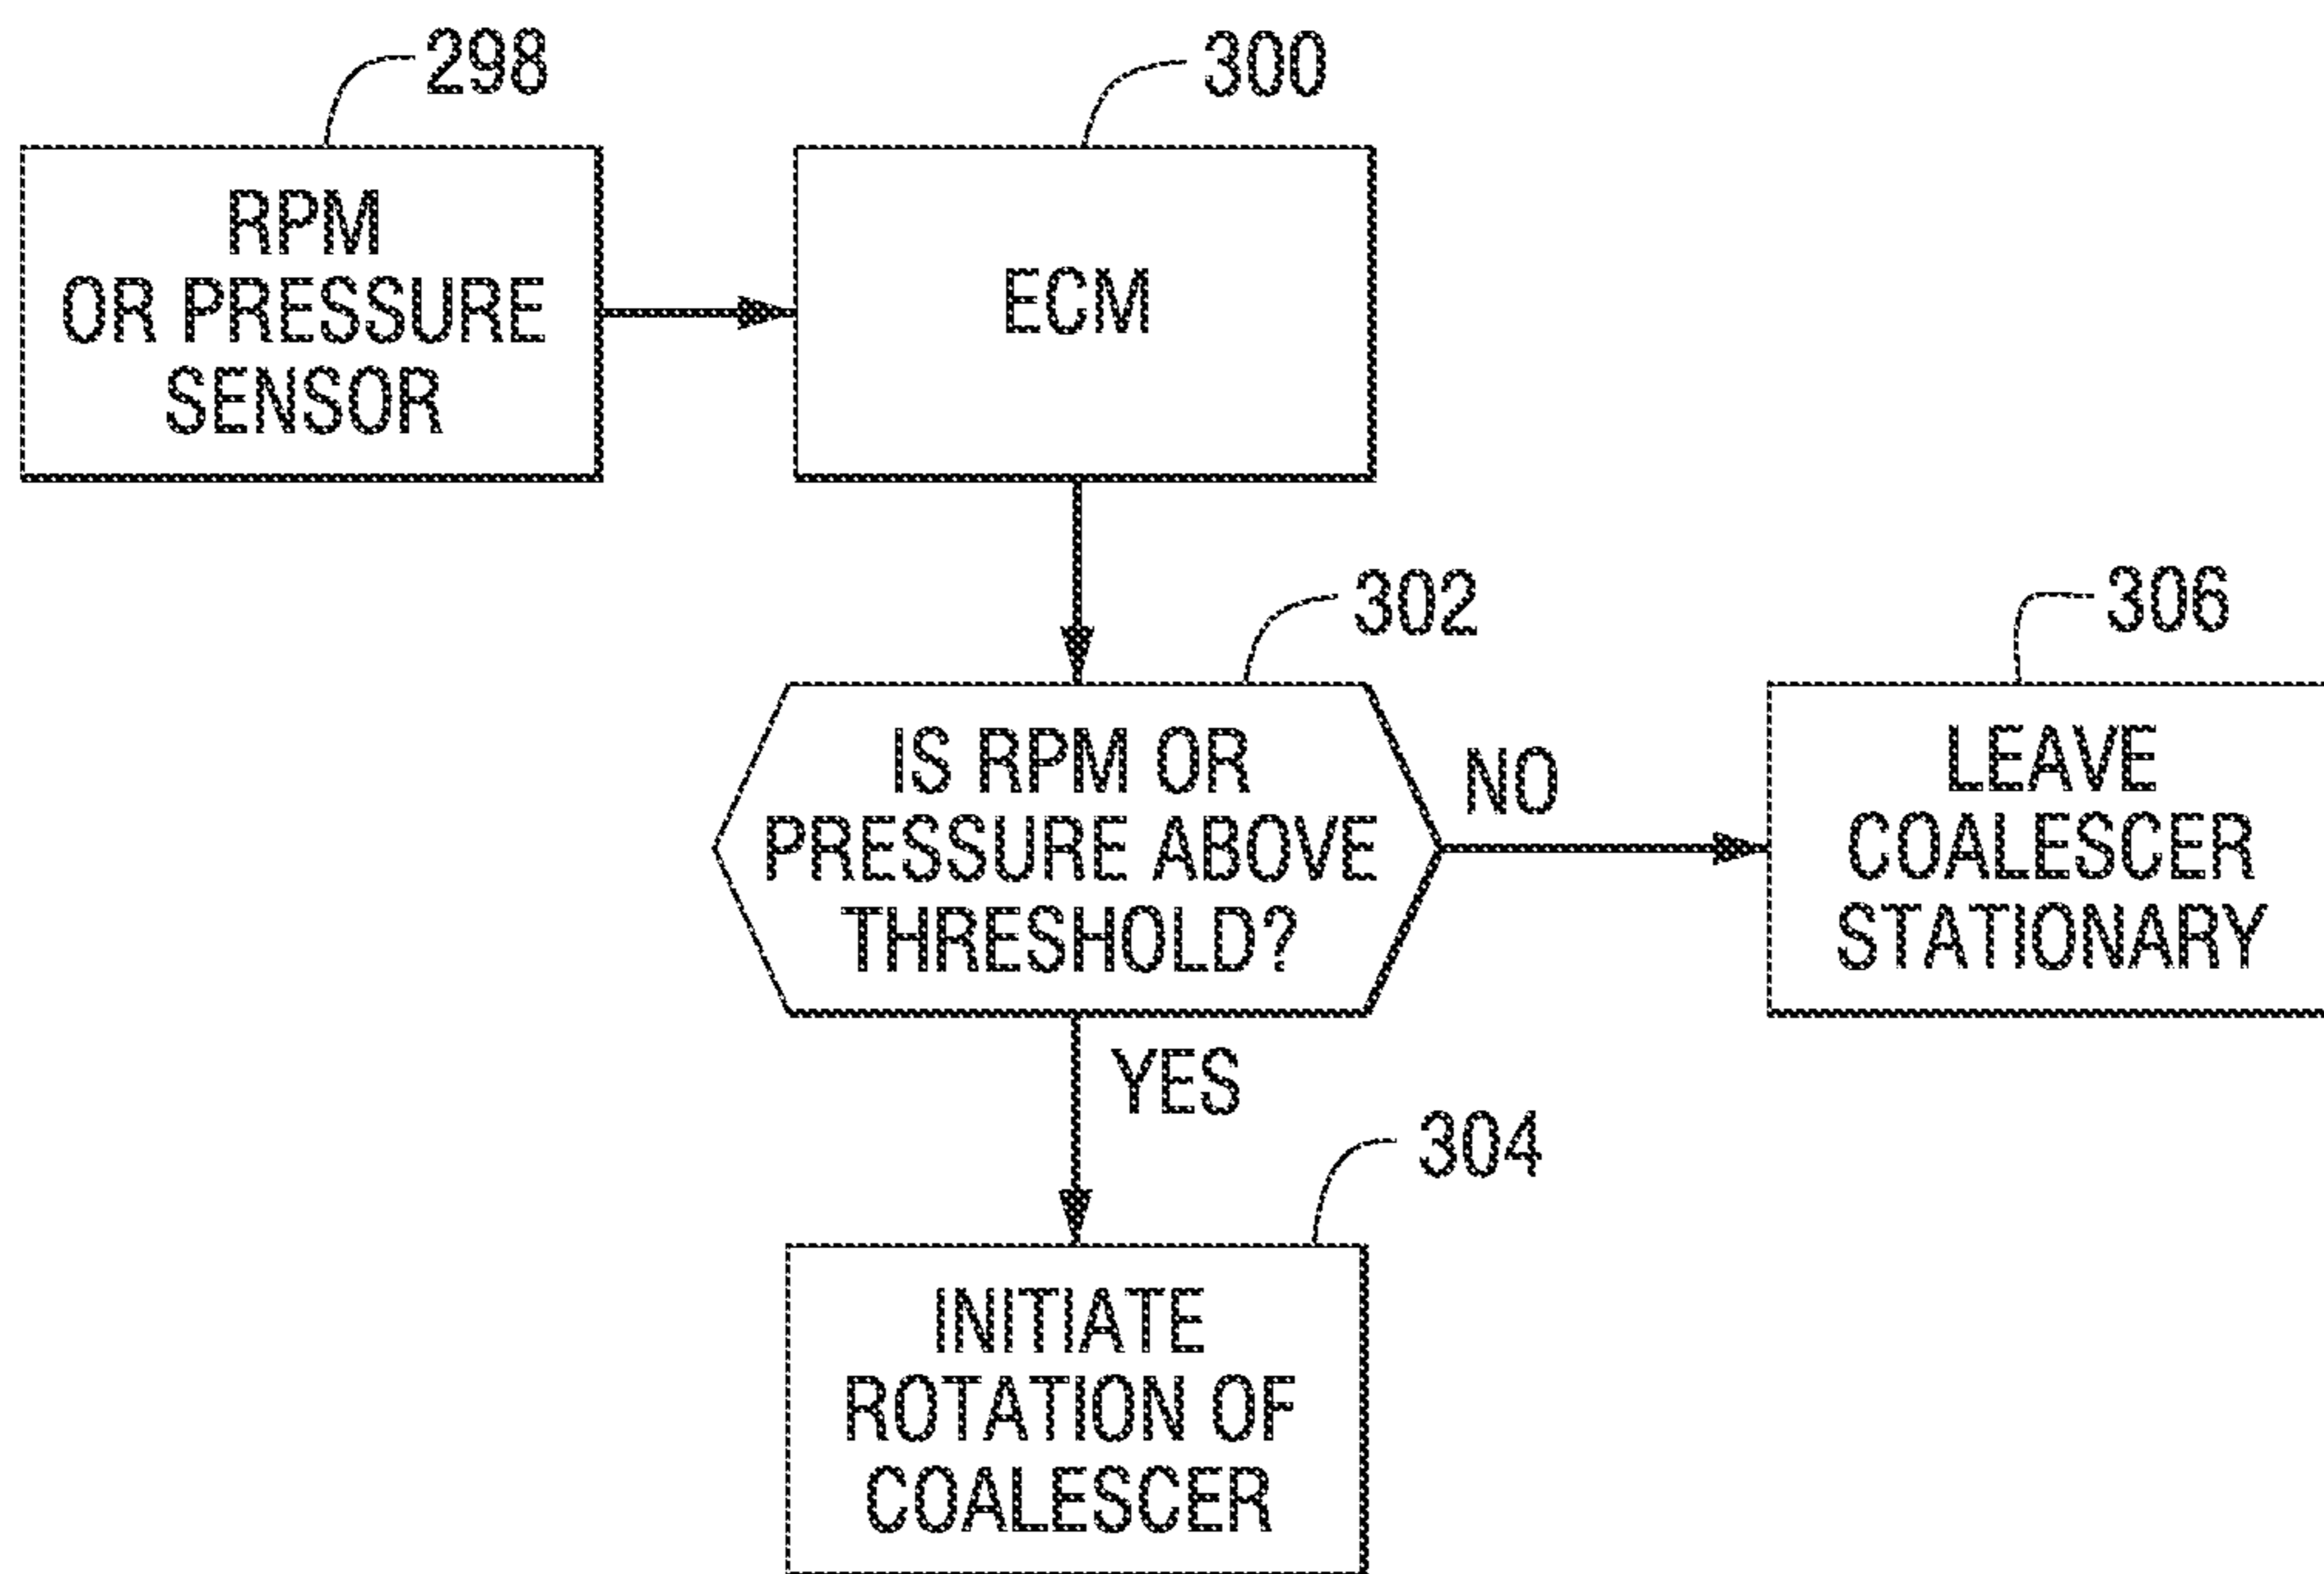 298
RPM
OR PRESSURE
SENSOR
300
ECM
302
IS RPM OR
PRESSURE ABOVE
THRESHOLD?
NO
306
LEAVE
COALESCER
STATIONARY
YES
304
INITIATE
ROTATION OF
COALESCER